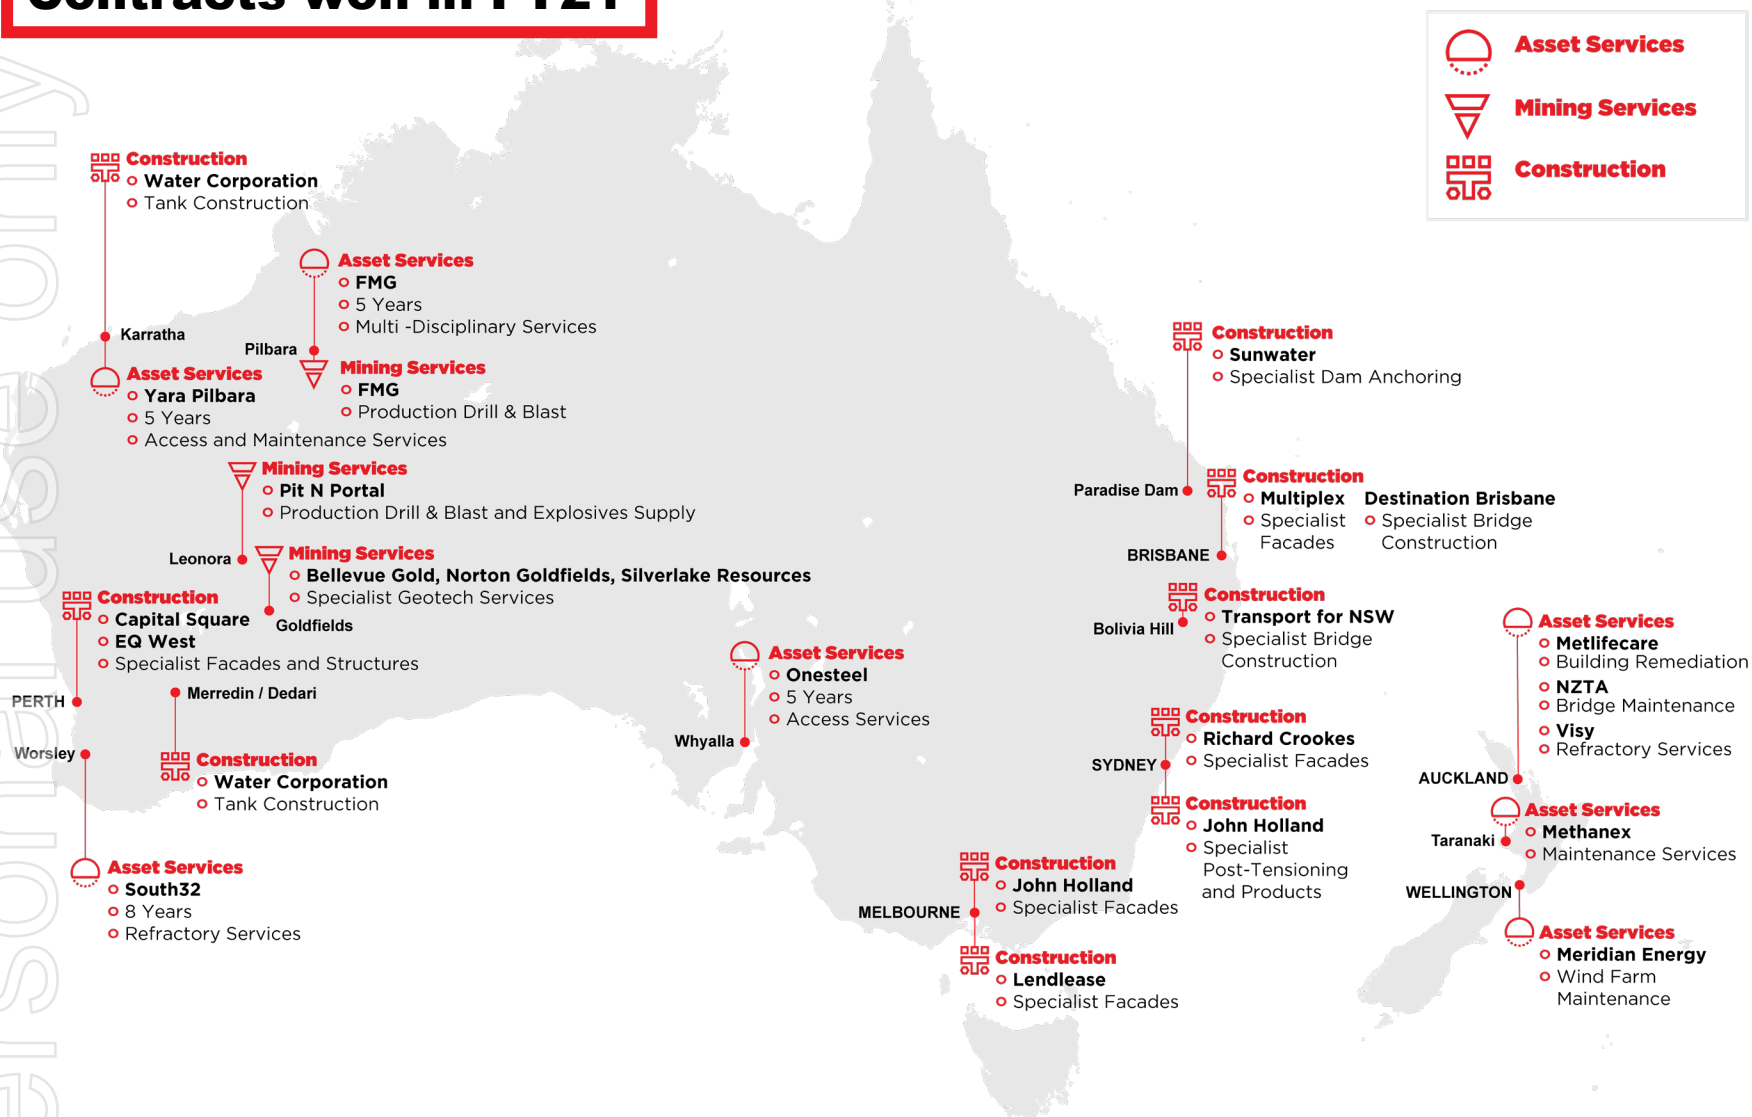 Contracts won in FY21
ersonal use only
Asset Services
Mining Services
Construction
Construction
Water Corporation
Tank Construction
Karratha
Asset Services
Yara Pilbara
5 Years
Access and Maintenance Services
Asset Services
FMG
5 Years
Multi -Disciplinary Services
Pilbara
Mining Services
FMG
Production Drill & Blast
Mining Services
Pit N Portal
Production Drill & Blast and Explosives Supply
Leonora
Mining Services
Bellevue Gold, Norton Goldfields, Silverlake Resources
Specialist Geotech Services
Goldfields
Construction
Capital Square
EQ West
Specialist Facades and Structures
PERTH
Merredin / Dedari
Construction
Water Corporation
Tank Construction
Worsley
Asset Services
South32
8 Years
Refractory Services
Asset Services
Onesteel
5 Years
Access Services
Whyalla
Construction
Sunwater
Specialist Dam Anchoring
Paradise Dam
Construction
Multiplex Destination Brisbane
Specialist Specialist Bridge
Facades Construction
BRISBANE
Construction
Transport for NSW
Specialist Bridge
Construction
Bolivia Hill
Construction
Richard Crookes
Specialist Facades
SYDNEY
Construction
John Holland
Specialist
Post-Tensioning
and Products
Construction
John Holland
Specialist Facades
MELBOURNE
Construction
Lendlease
Specialist Facades
Asset Services
Metlifecare
Building Remediation
NZTA
Bridge Maintenance
Visy
Refractory Services
AUCKLAND
Asset Services
Methanex
Maintenance Services
Taranaki
WELLINGTON
Asset Services
Meridian Energy
Wind Farm
Maintenance